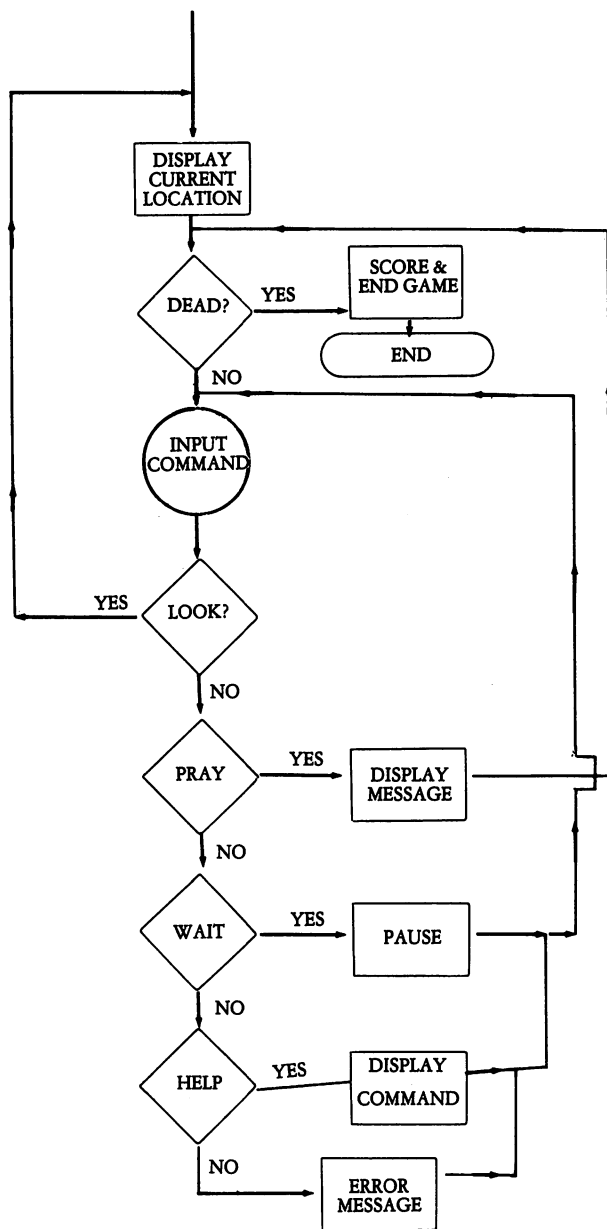 DISPLAY
CURRENT
LOCATION
DEAD?
YES
SCORE &
END GAME
END
NO
INPUT
COMMAND
LOOK?
YES
NO
PRAY
YES
DISPLAY
MESSAGE
NO
WAIT
YES
PAUSE
NO
HELP
YES
DISPLAY
COMMAND
NO
ERROR
MESSAGE